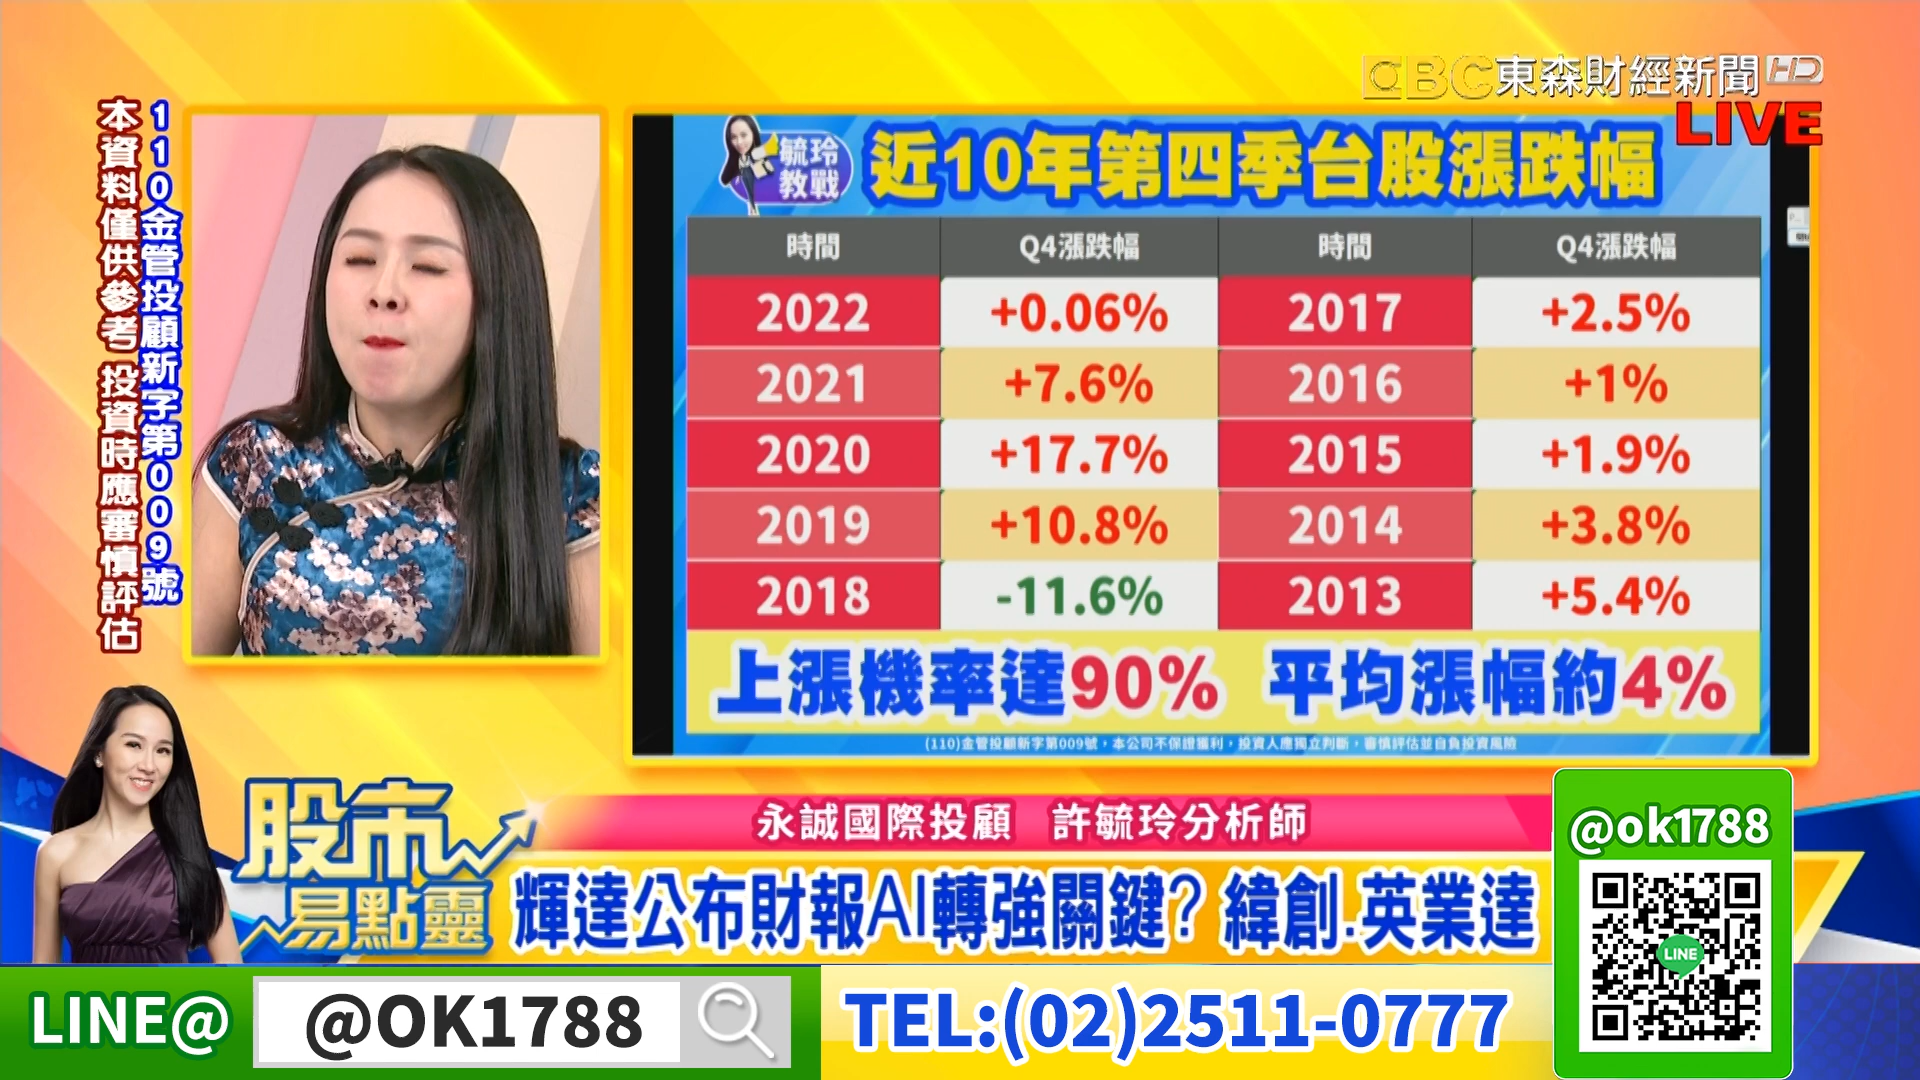 EBC東森財經新聞HD
LIVE
110金管投顧新字第009號
本資料僅供參考 投資時應審慎評估
毓玲
教戰
近10年第四季台股漲跌幅
時間 Q4漲跌幅 時間 Q4漲跌幅
2022 +0.06% 2017 +2.5%
2021 +7.6% 2016 +1%
2020 +17.7% 2015 +1.9%
2019 +10.8% 2014 +3.8%
2018 -11.6% 2013 +5.4%
上漲機率達90% 平均漲幅約4%
(110)金管投顧新字第009號，本公司不保證獲利，投資人應獨立判斷，審慎評估並自負投資風險
股市
易點靈
永誠國際投顧 許毓玲分析師
輝達公布財報AI轉強關鍵? 緯創.英業達
@ok1788
LINE
LINE@ @OK1788 TEL:(02)2511-0777